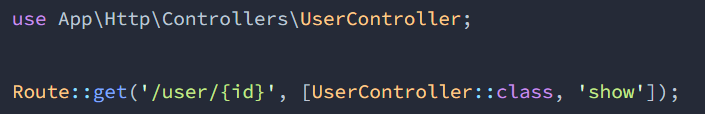 use App\Http\Controllers\UserController;
Route::get('/user/{id}', [UserController::class, 'show']);